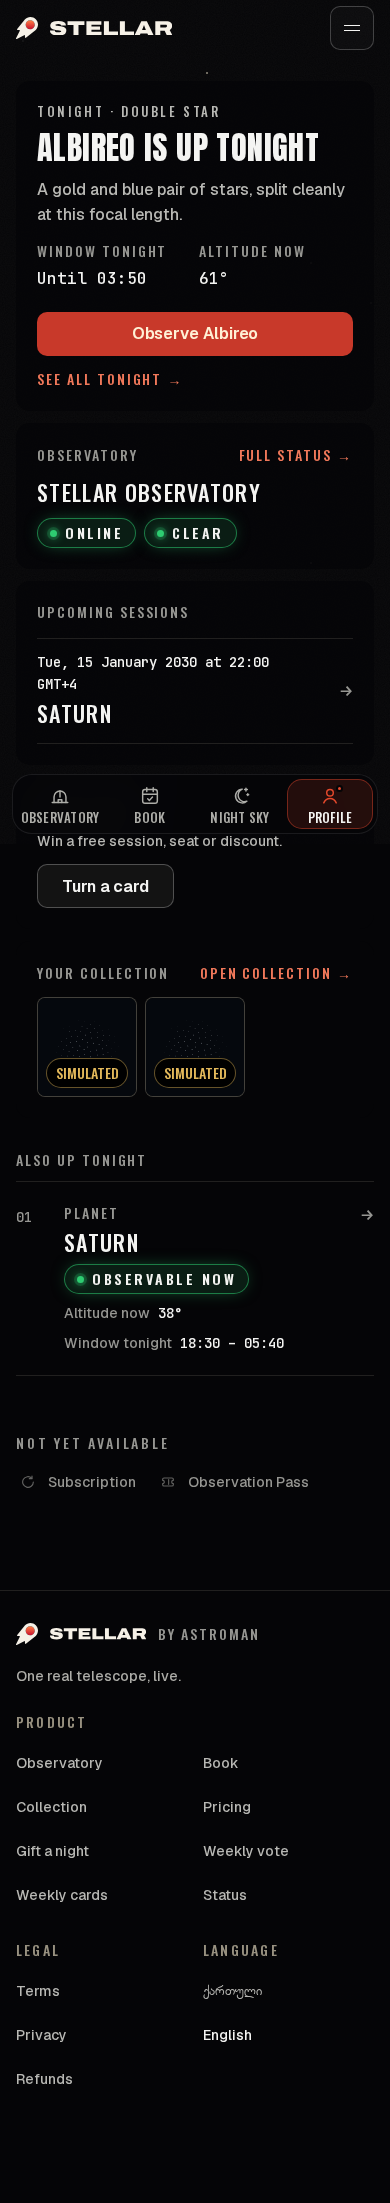 STELLAR
TONIGHT · DOUBLE STAR
ALBIREO IS UP TONIGHT
A gold and blue pair of stars, split cleanly
at this focal length.
WINDOW TONIGHT ALTITUDE NOW
Until 03:50 61°
Observe Albireo
SEE ALL TONIGHT →
OBSERVATORY FULL STATUS →
STELLAR OBSERVATORY
ONLINE CLEAR
UPCOMING SESSIONS
Tue, 15 January 2030 at 22:00
GMT+4
SATURN →
OBSERVATORY BOOK NIGHT SKY PROFILE
Win a free session, seat or discount.
Turn a card
YOUR COLLECTION OPEN COLLECTION →
SIMULATED SIMULATED
ALSO UP TONIGHT
01 PLANET →
SATURN
OBSERVABLE NOW
Altitude now 38°
Window tonight 18:30 – 05:40
NOT YET AVAILABLE
Subscription Observation Pass
STELLAR BY ASTROMAN
One real telescope, live.
PRODUCT
Observatory Book
Collection Pricing
Gift a night Weekly vote
Weekly cards Status
LEGAL LANGUAGE
Terms ქართული
Privacy English
Refunds